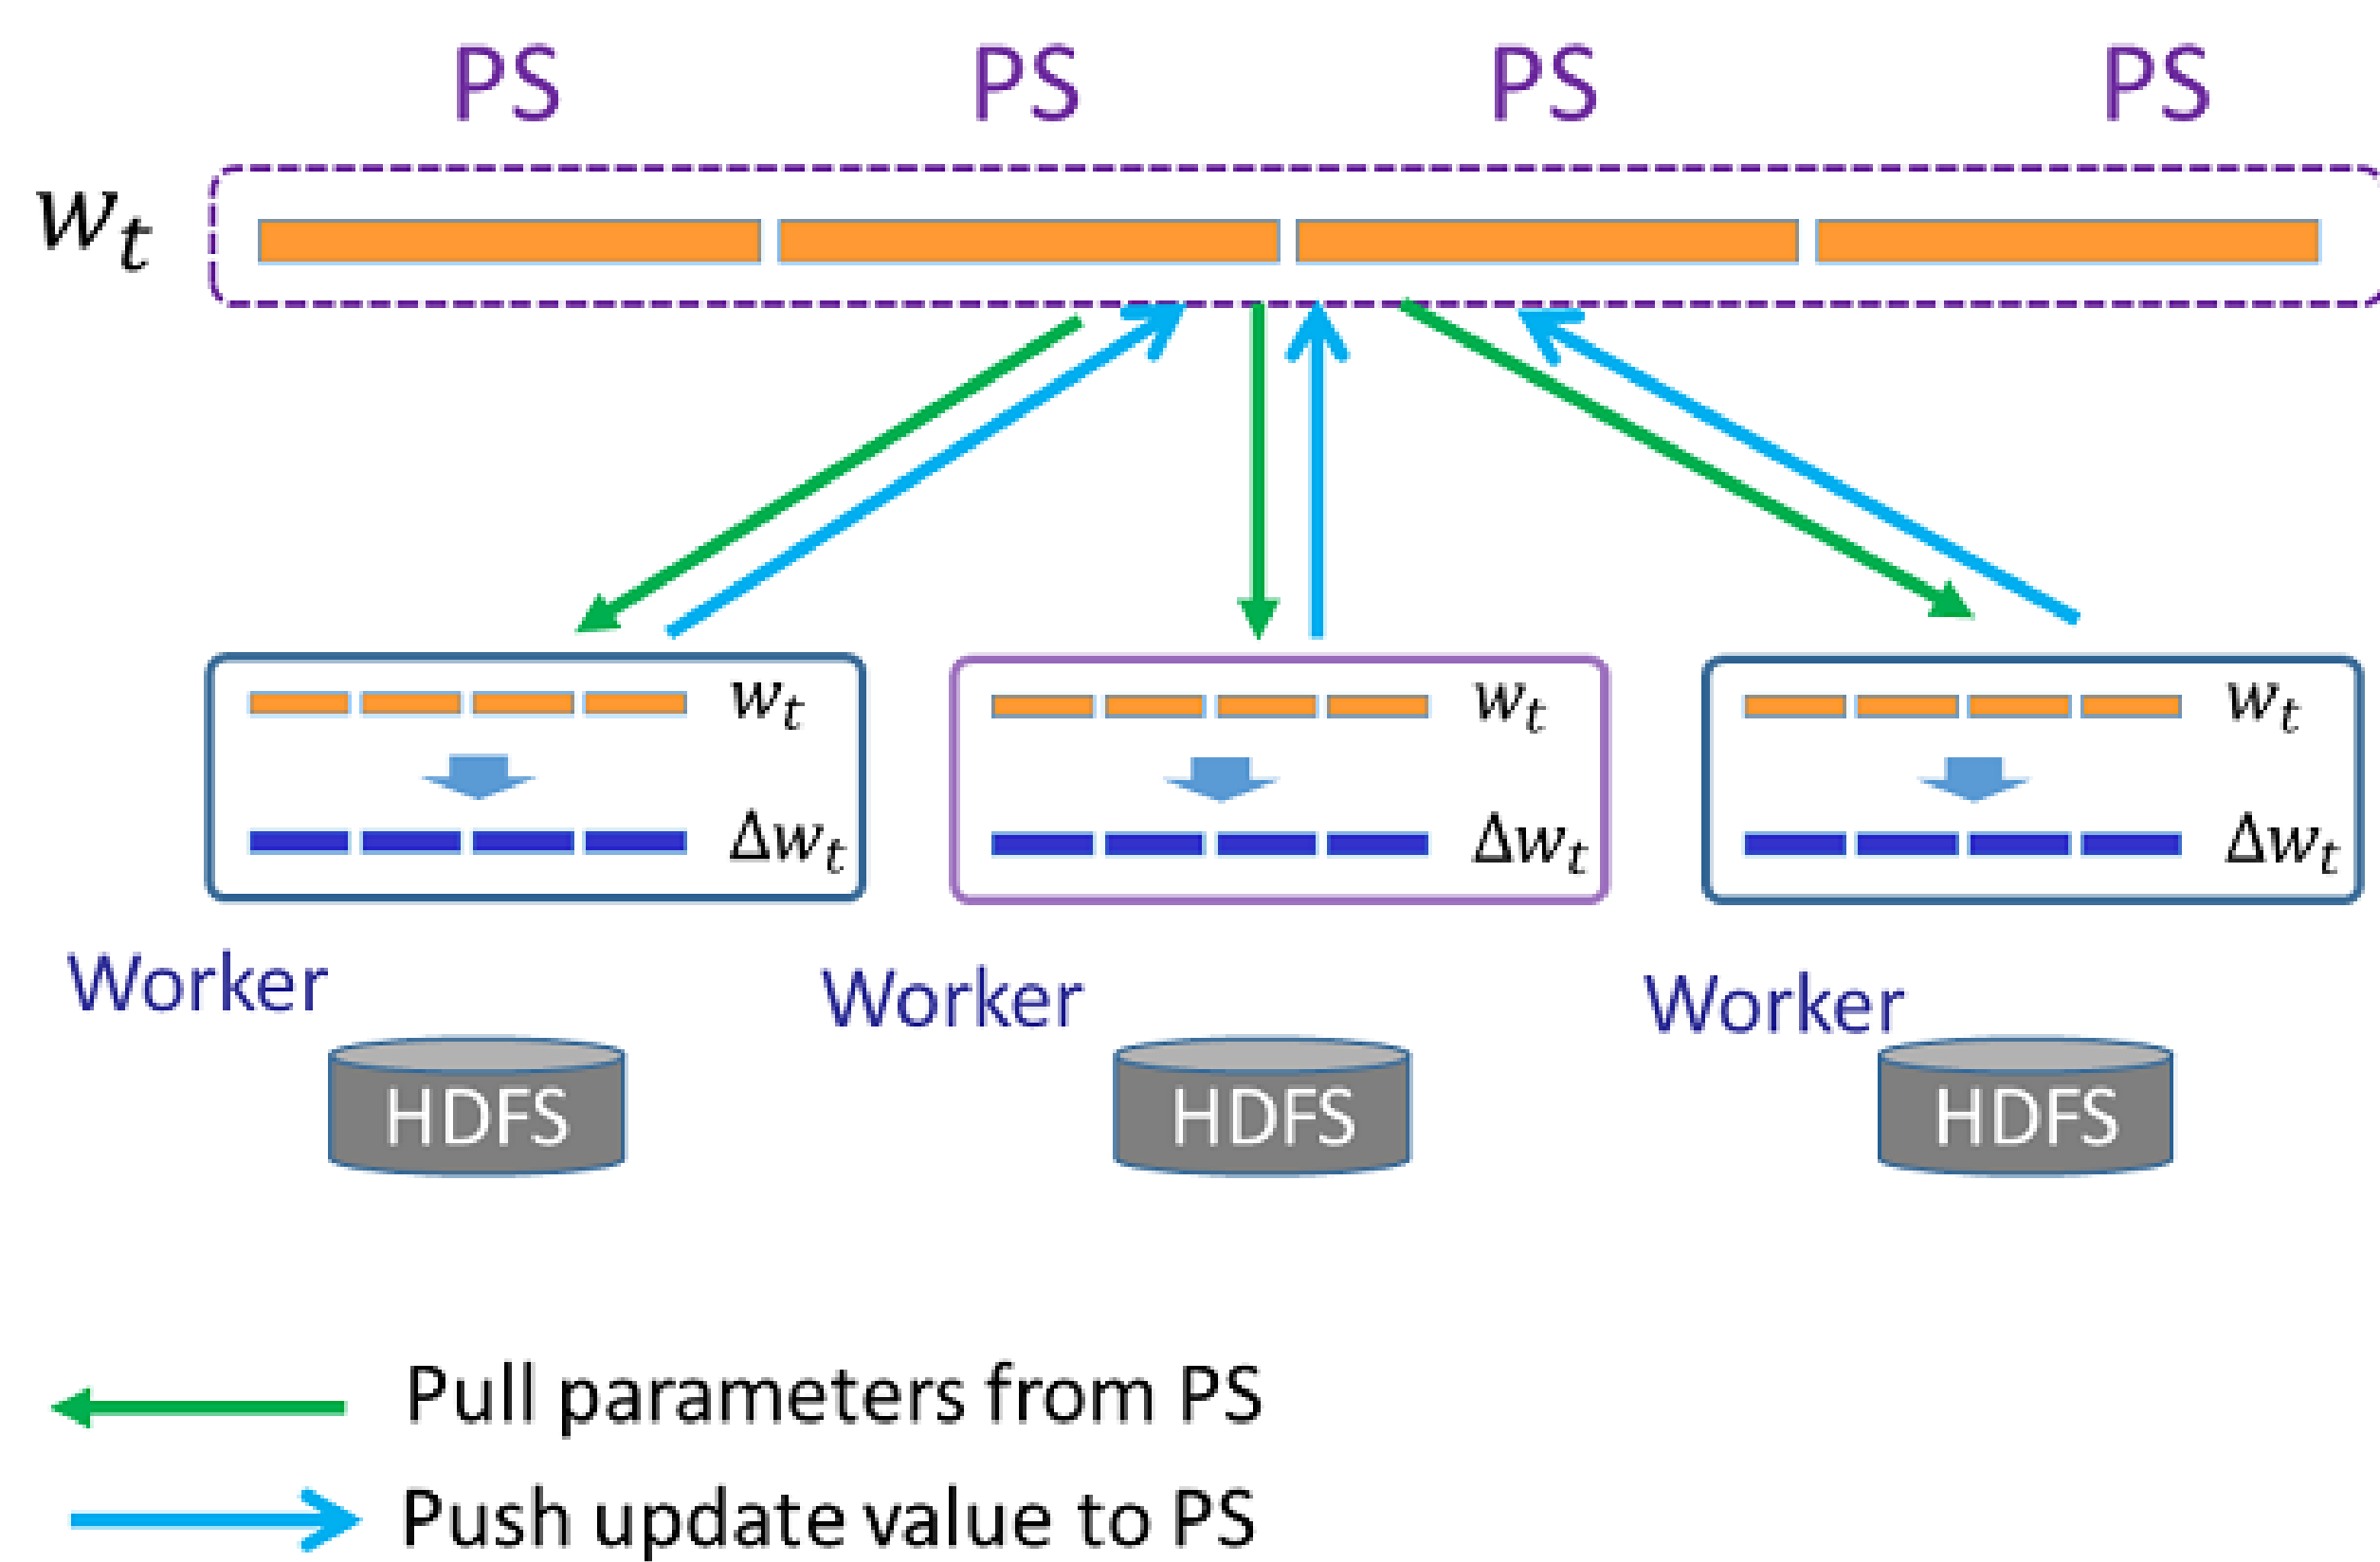 PS PS PS PS
w_t
w_t w_t w_t
Δw_t Δw_t Δw_t
Worker Worker Worker
HDFS HDFS HDFS
Pull parameters from PS
Push update value to PS